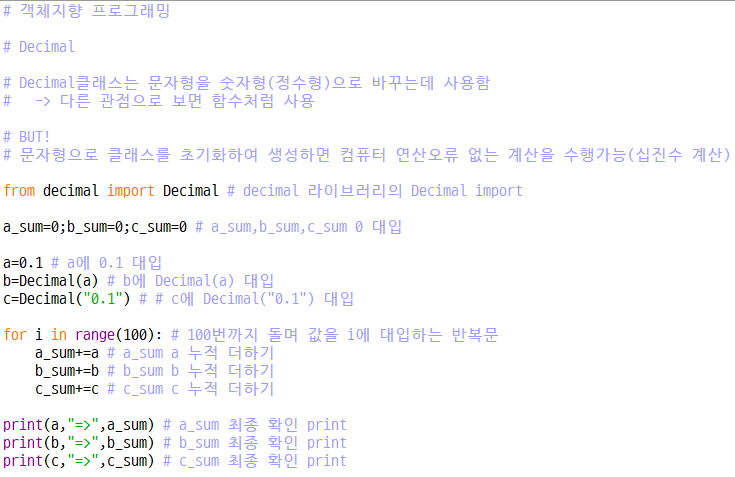 # 객체지향 프로그래밍
# Decimal
# Decimal클래스는 문자형을 숫자형(정수형)으로 바꾸는데 사용함
#   -> 다른 관점으로 보면 함수처럼 사용
# BUT!
# 문자형으로 클래스를 초기화하여 생성하면 컴퓨터 연산오류 없는 계산을 수행가능(십진수 계산)
from decimal import Decimal # decimal 라이브러리의 Decimal import
a_sum=0;b_sum=0;c_sum=0 # a_sum,b_sum,c_sum 0 대입
a=0.1 # a에 0.1 대입
b=Decimal(a) # b에 Decimal(a) 대입
c=Decimal("0.1") # # c에 Decimal("0.1") 대입
for i in range(100): # 100번까지 돌며 값을 i에 대입하는 반복문
    a_sum+=a # a_sum a 누적 더하기
    b_sum+=b # b_sum b 누적 더하기
    c_sum+=c # c_sum c 누적 더하기
print(a,"=>",a_sum) # a_sum 최종 확인 print
print(b,"=>",b_sum) # b_sum 최종 확인 print
print(c,"=>",c_sum) # c_sum 최종 확인 print